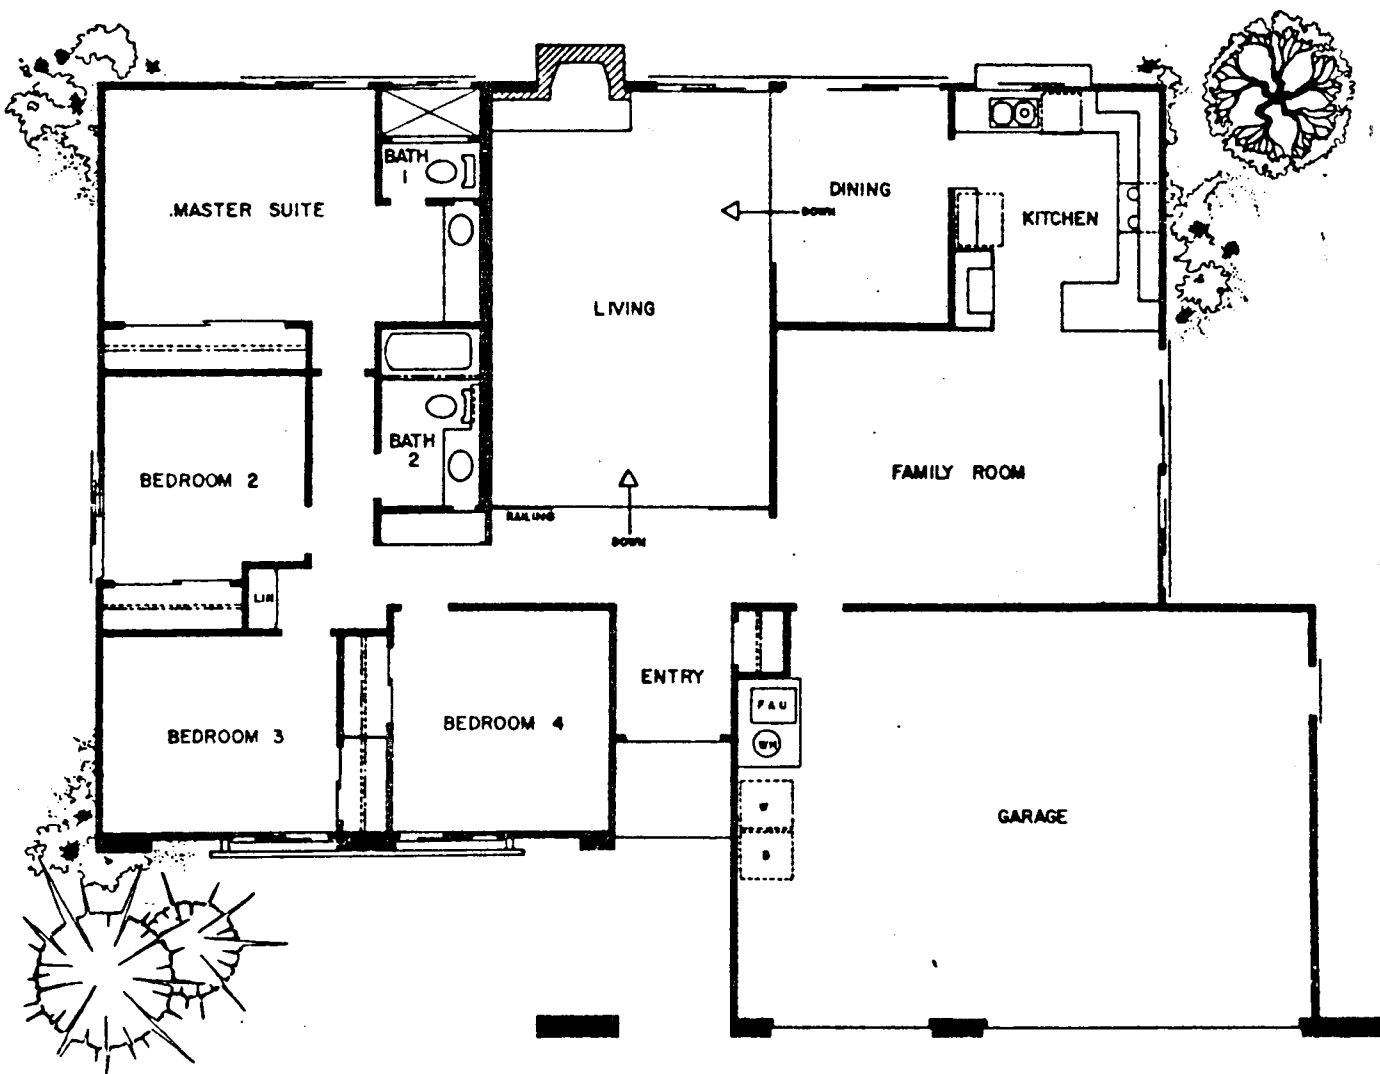 BATH
1
.MASTER SUITE
DINING
DOWN
KITCHEN
LIVING
BATH
2
BEDROOM 2
FAMILY ROOM
RAILING
DOWN
LIN
ENTRY
BEDROOM 3
BEDROOM 4
FAU
WH
W
D
GARAGE